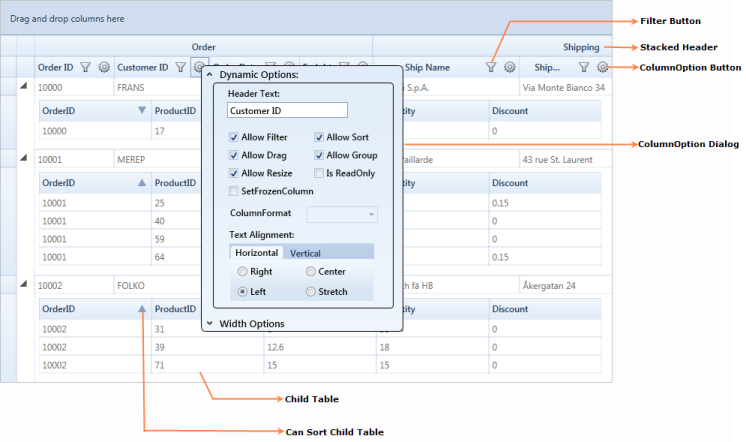 Drag and drop columns here
Filter Button
Order Shipping
Stacked Header
Order ID Customer ID Ship Name Ship...
ColumnOption Button
Dynamic Options:
10000 FRANS S.p.A. Via Monte Bianco 34
Header Text:
Customer ID
OrderID ProductID tity Discount
10000 17 0
Allow Filter Allow Sort
ColumnOption Dialog
Allow Drag Allow Group
10001 MEREP aillarde 43 rue St. Laurent
Allow Resize Is ReadOnly
OrderID ProductID tity Discount
SetFrozenColumn
10001 25 0.15
ColumnFormat
10001 40 0
Text Alignment:
10001 59 0
Horizontal Vertical
10001 64 0.15
Right Center
10002 FOLKO h fä HB Åkergatan 24
Left Stretch
OrderID ProductID tity Discount
Width Options
10002 31 0
10002 39 12.6 18 0
10002 71 15 15 0
Child Table
Can Sort Child Table